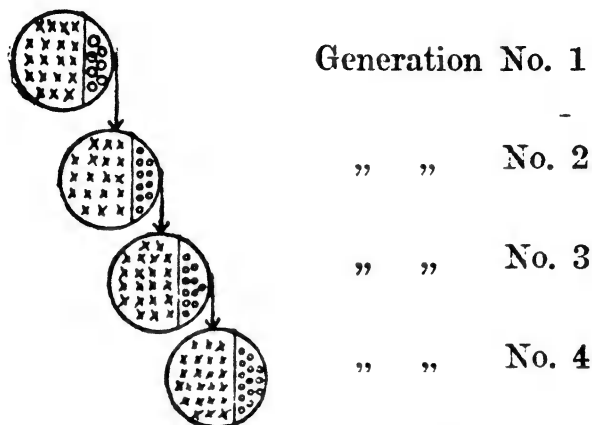 Generation No. 1
„ „ No. 2
„ „ No. 3
„ „ No. 4